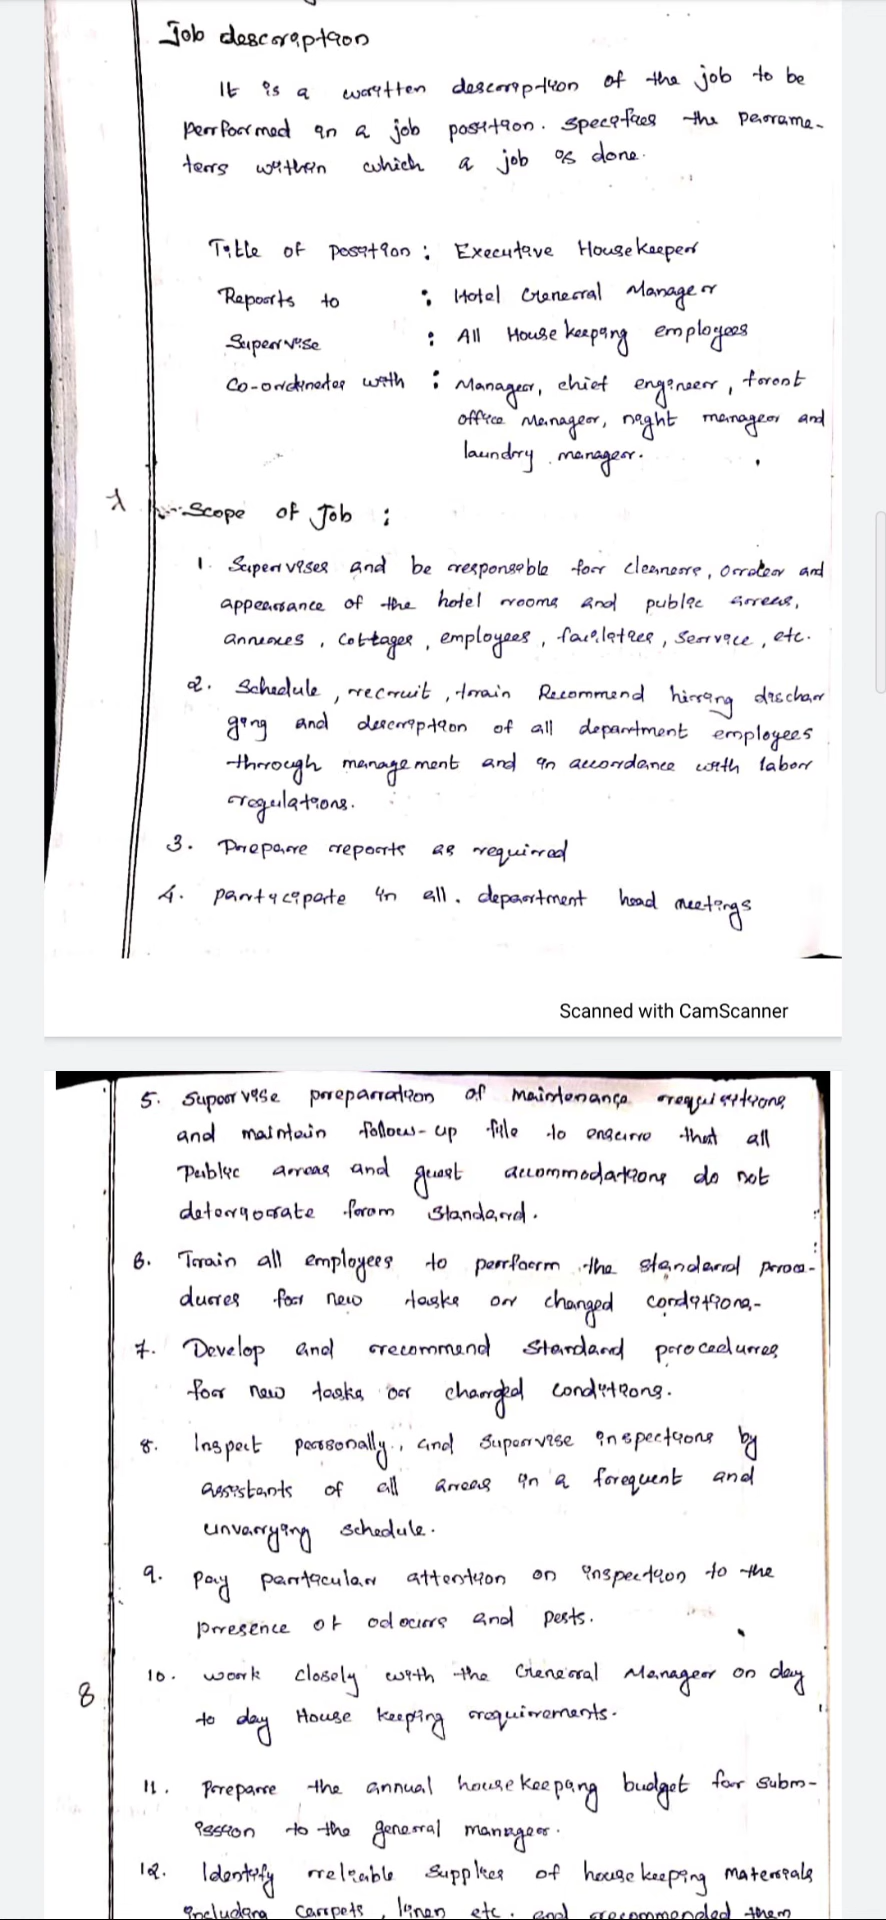 Job description
It is a written description of the job to be
performed in a job position. Specifies the parame-
ters within which a job is done.
Title of position : Executive Housekeeper
Reports to : Hotel General Manager
Supervise : All House keeping employees
Co-ordinates with : Manager, chief engineer, front
office Manager, night manager and
laundry manager.
Scope of Job :
1. Supervises and be responsible for cleanere, and
appearance of the hotel rooms and public areas,
annexes, cottages, employees, facilities, service, etc.
2. Schedule, recruit, train Recommend hiring dischar
ging and description of all department employees
through management and in accordance with labor
regulations.
3. Prepare reports as required
4. participate in all. department head meetings
Scanned with CamScanner
5. Supervise preparation of maintenance requisitions
and maintain follow-up file to ensure that all
Public areas and guest accommodations do not
deteriorate from standard.
6. Train all employees to perform the standard proce-
dures for new tasks or changed conditions.-
7. Develop and recommend standard procedures
for new tasks or changed conditions.
8. Inspect personally, and supervise inspections by
assistants of all areas in a frequent and
unvarying schedule.
9. Pay particular attention on inspection to the
presence of odours and pests.
8
10. work closely with the General Manager on day
to day House keeping requirements.
11. Prepare the annual house keeping budget for subm-
ission to the general manager.
12. Identify reliable supplies of house keeping materials
including carpets, linen etc. and recommended them